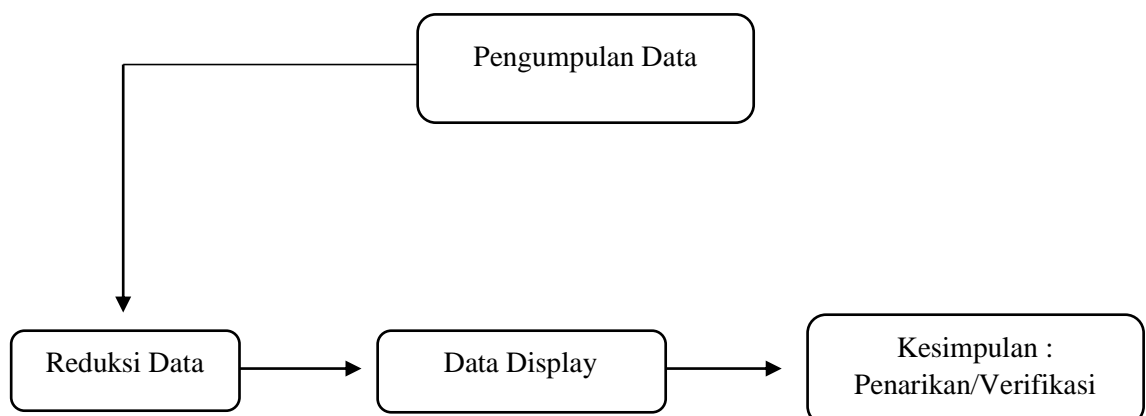 Pengumpulan Data
Reduksi Data
Data Display
Kesimpulan :
Penarikan/Verifikasi